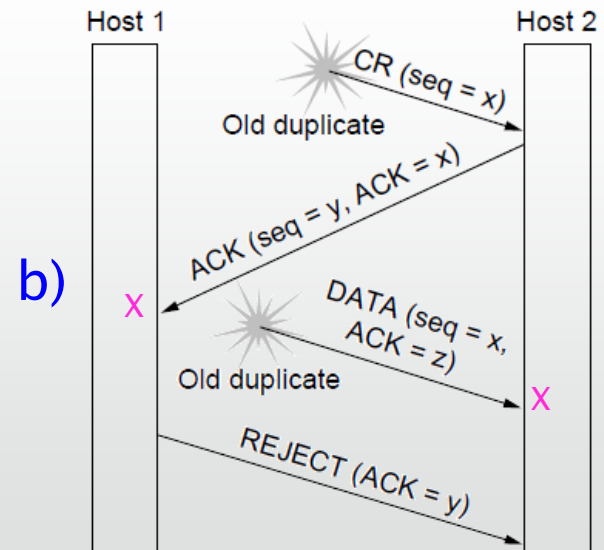 Host 1
Host 2
CR (seq = x)
Old duplicate
ACK (seq = y, ACK = x)
b)
X
DATA (seq = x,
ACK = z)
Old duplicate
X
REJECT (ACK = y)